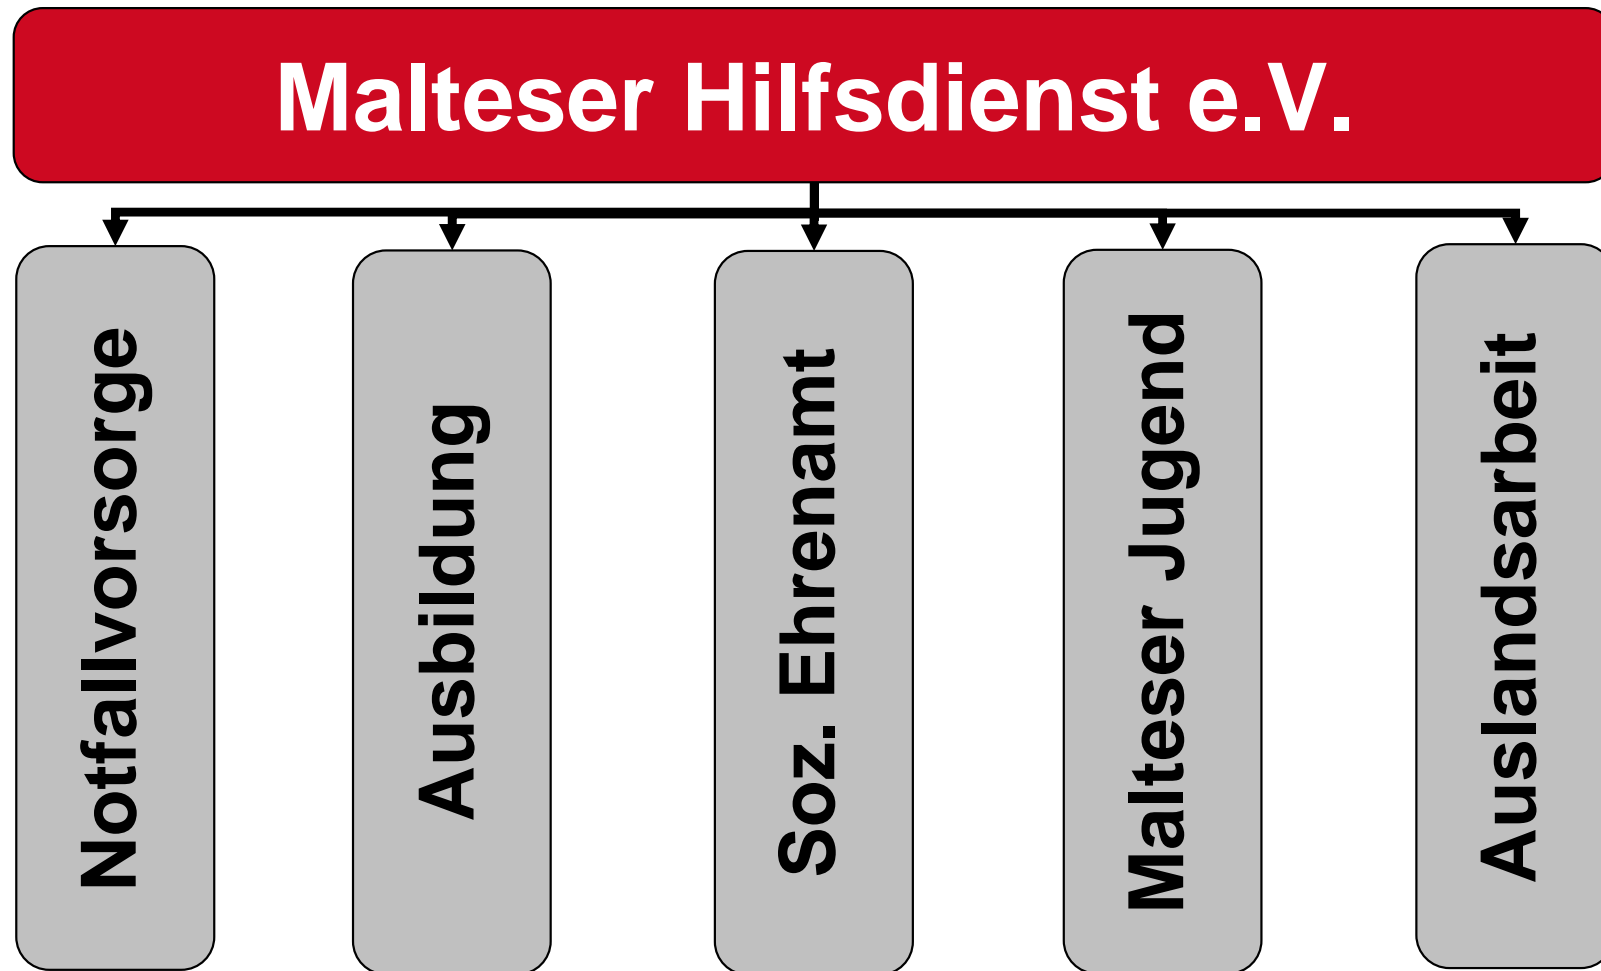 Malteser Hilfsdienst e.V.
Notfallvorsorge
Ausbildung
Soz. Ehrenamt
Malteser Jugend
Auslandsarbeit